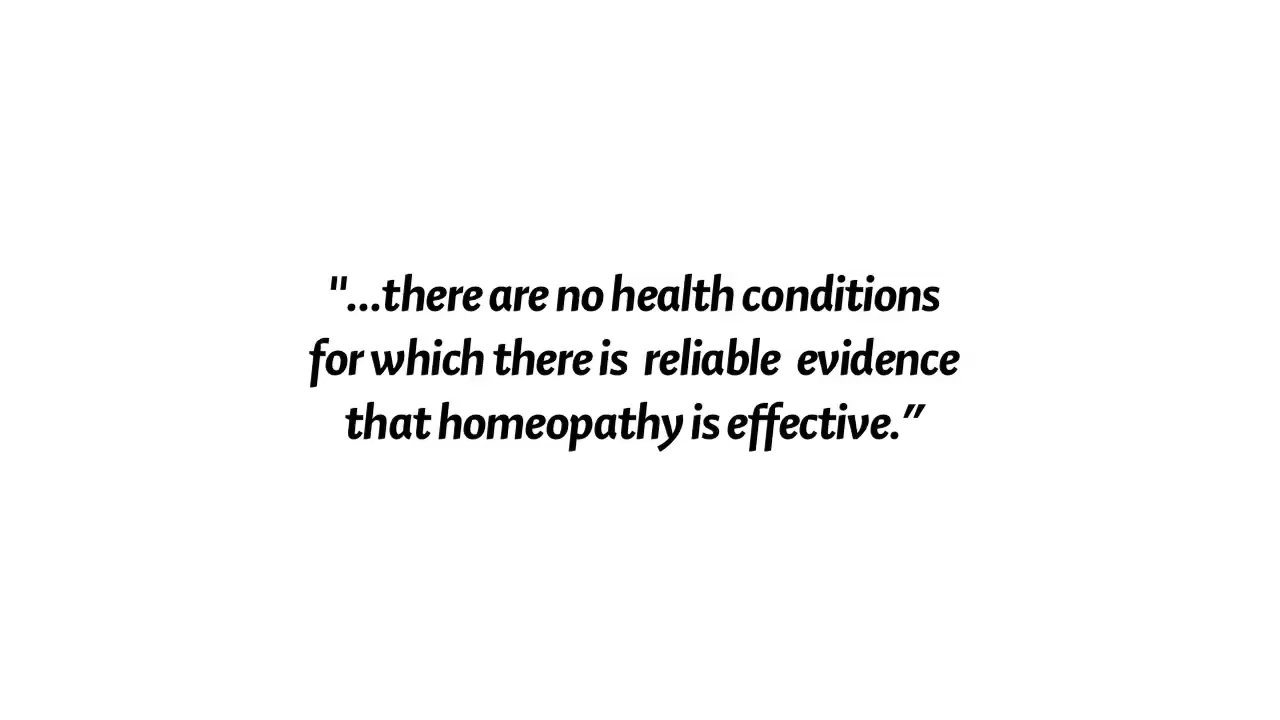 "...there are no health conditions
for which there is reliable evidence
that homeopathy is effective.”